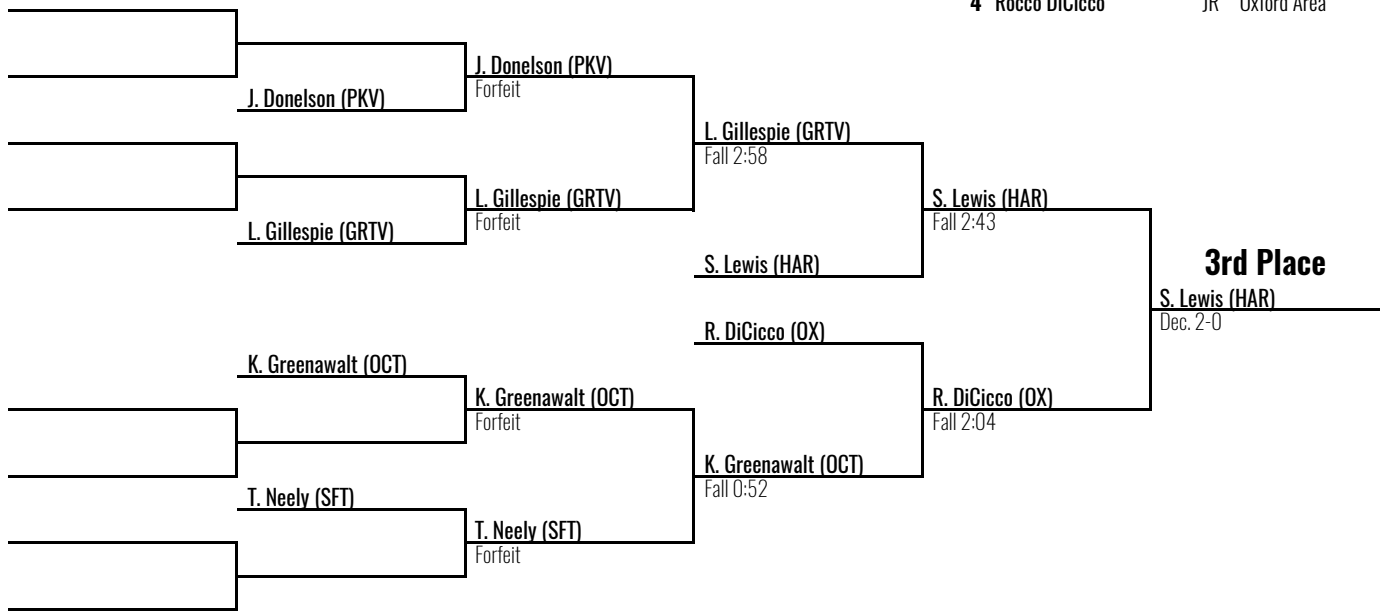 4 Rocco DiCicco JR Oxford Area
J. Donelson (PKV)
Forfeit
J. Donelson (PKV)
L. Gillespie (GRTV)
Fall 2:58
L. Gillespie (GRTV)
Forfeit
S. Lewis (HAR)
Fall 2:43
L. Gillespie (GRTV)
S. Lewis (HAR)
3rd Place
S. Lewis (HAR)
Dec. 2-0
R. DiCicco (OX)
K. Greenawalt (OCT)
K. Greenawalt (OCT)
Forfeit
R. DiCicco (OX)
Fall 2:04
K. Greenawalt (OCT)
Fall 0:52
T. Neely (SFT)
T. Neely (SFT)
Forfeit